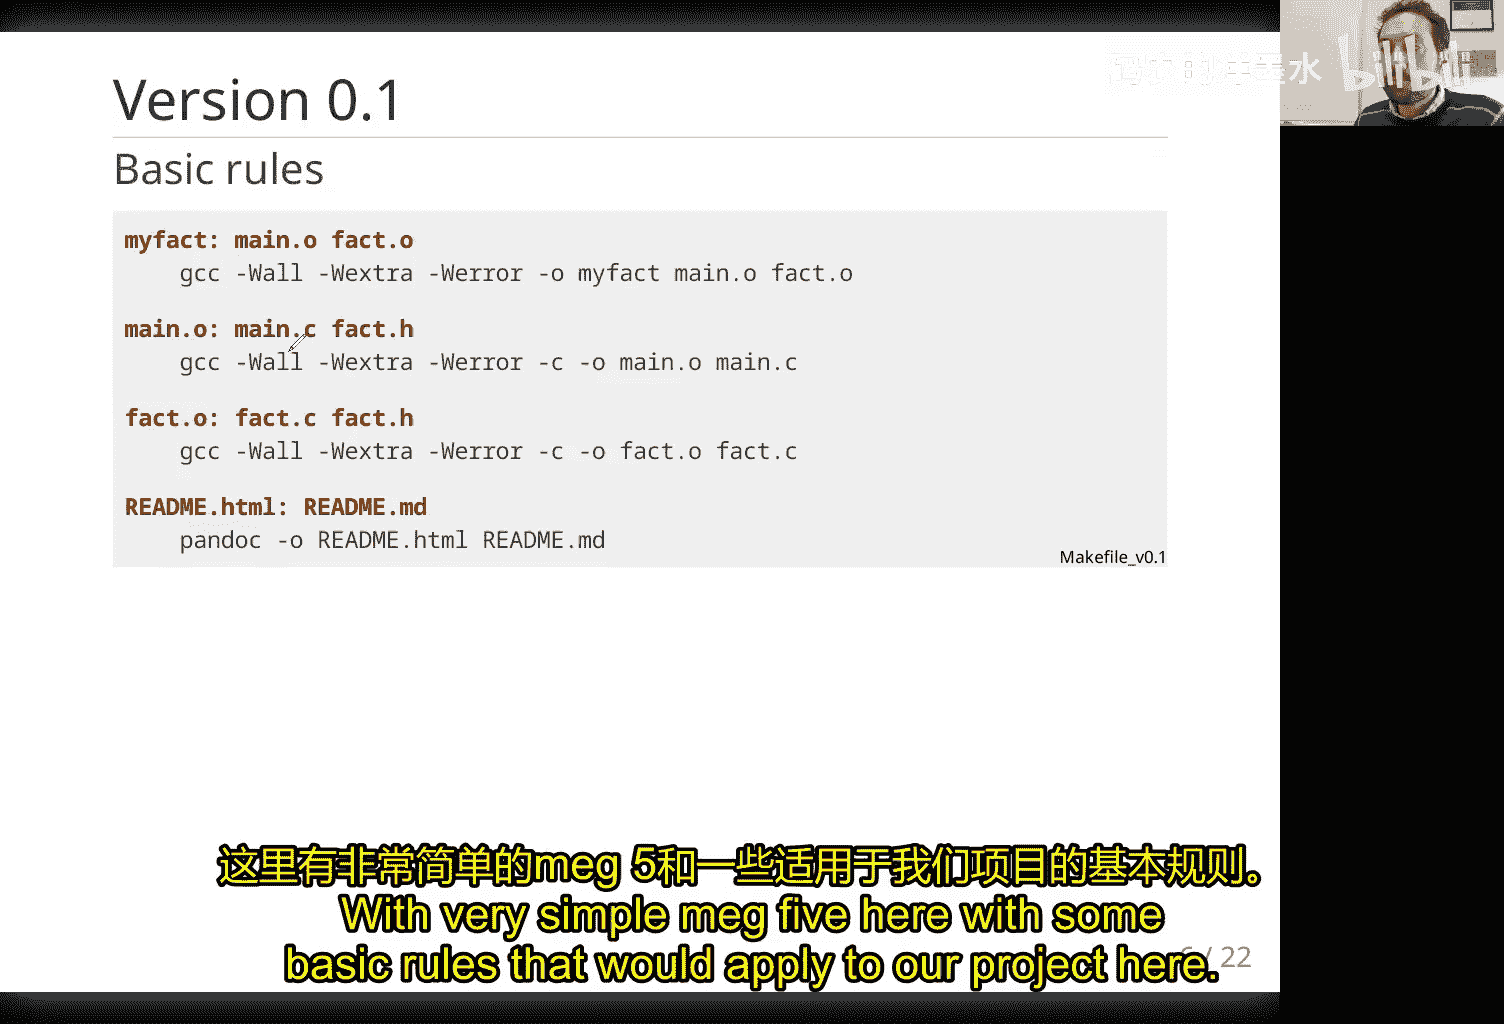 Version 0.1
Basic rules
myfact: main.o fact.o
gcc -Wall -Wextra -Werror -o myfact main.o fact.o
main.o: main.c fact.h
gcc -Wall -Wextra -Werror -c -o main.o main.c
fact.o: fact.c fact.h
gcc -Wall -Wextra -Werror -c -o fact.o fact.c
README.html: README.md
pandoc -o README.html README.md
Makefile_v0.1
这里有非常简单的meg 5和一些适用于我们项目的基本规则。
With very simple meg five here with some
basic rules that would apply to our project here.
/ 22
bilibili